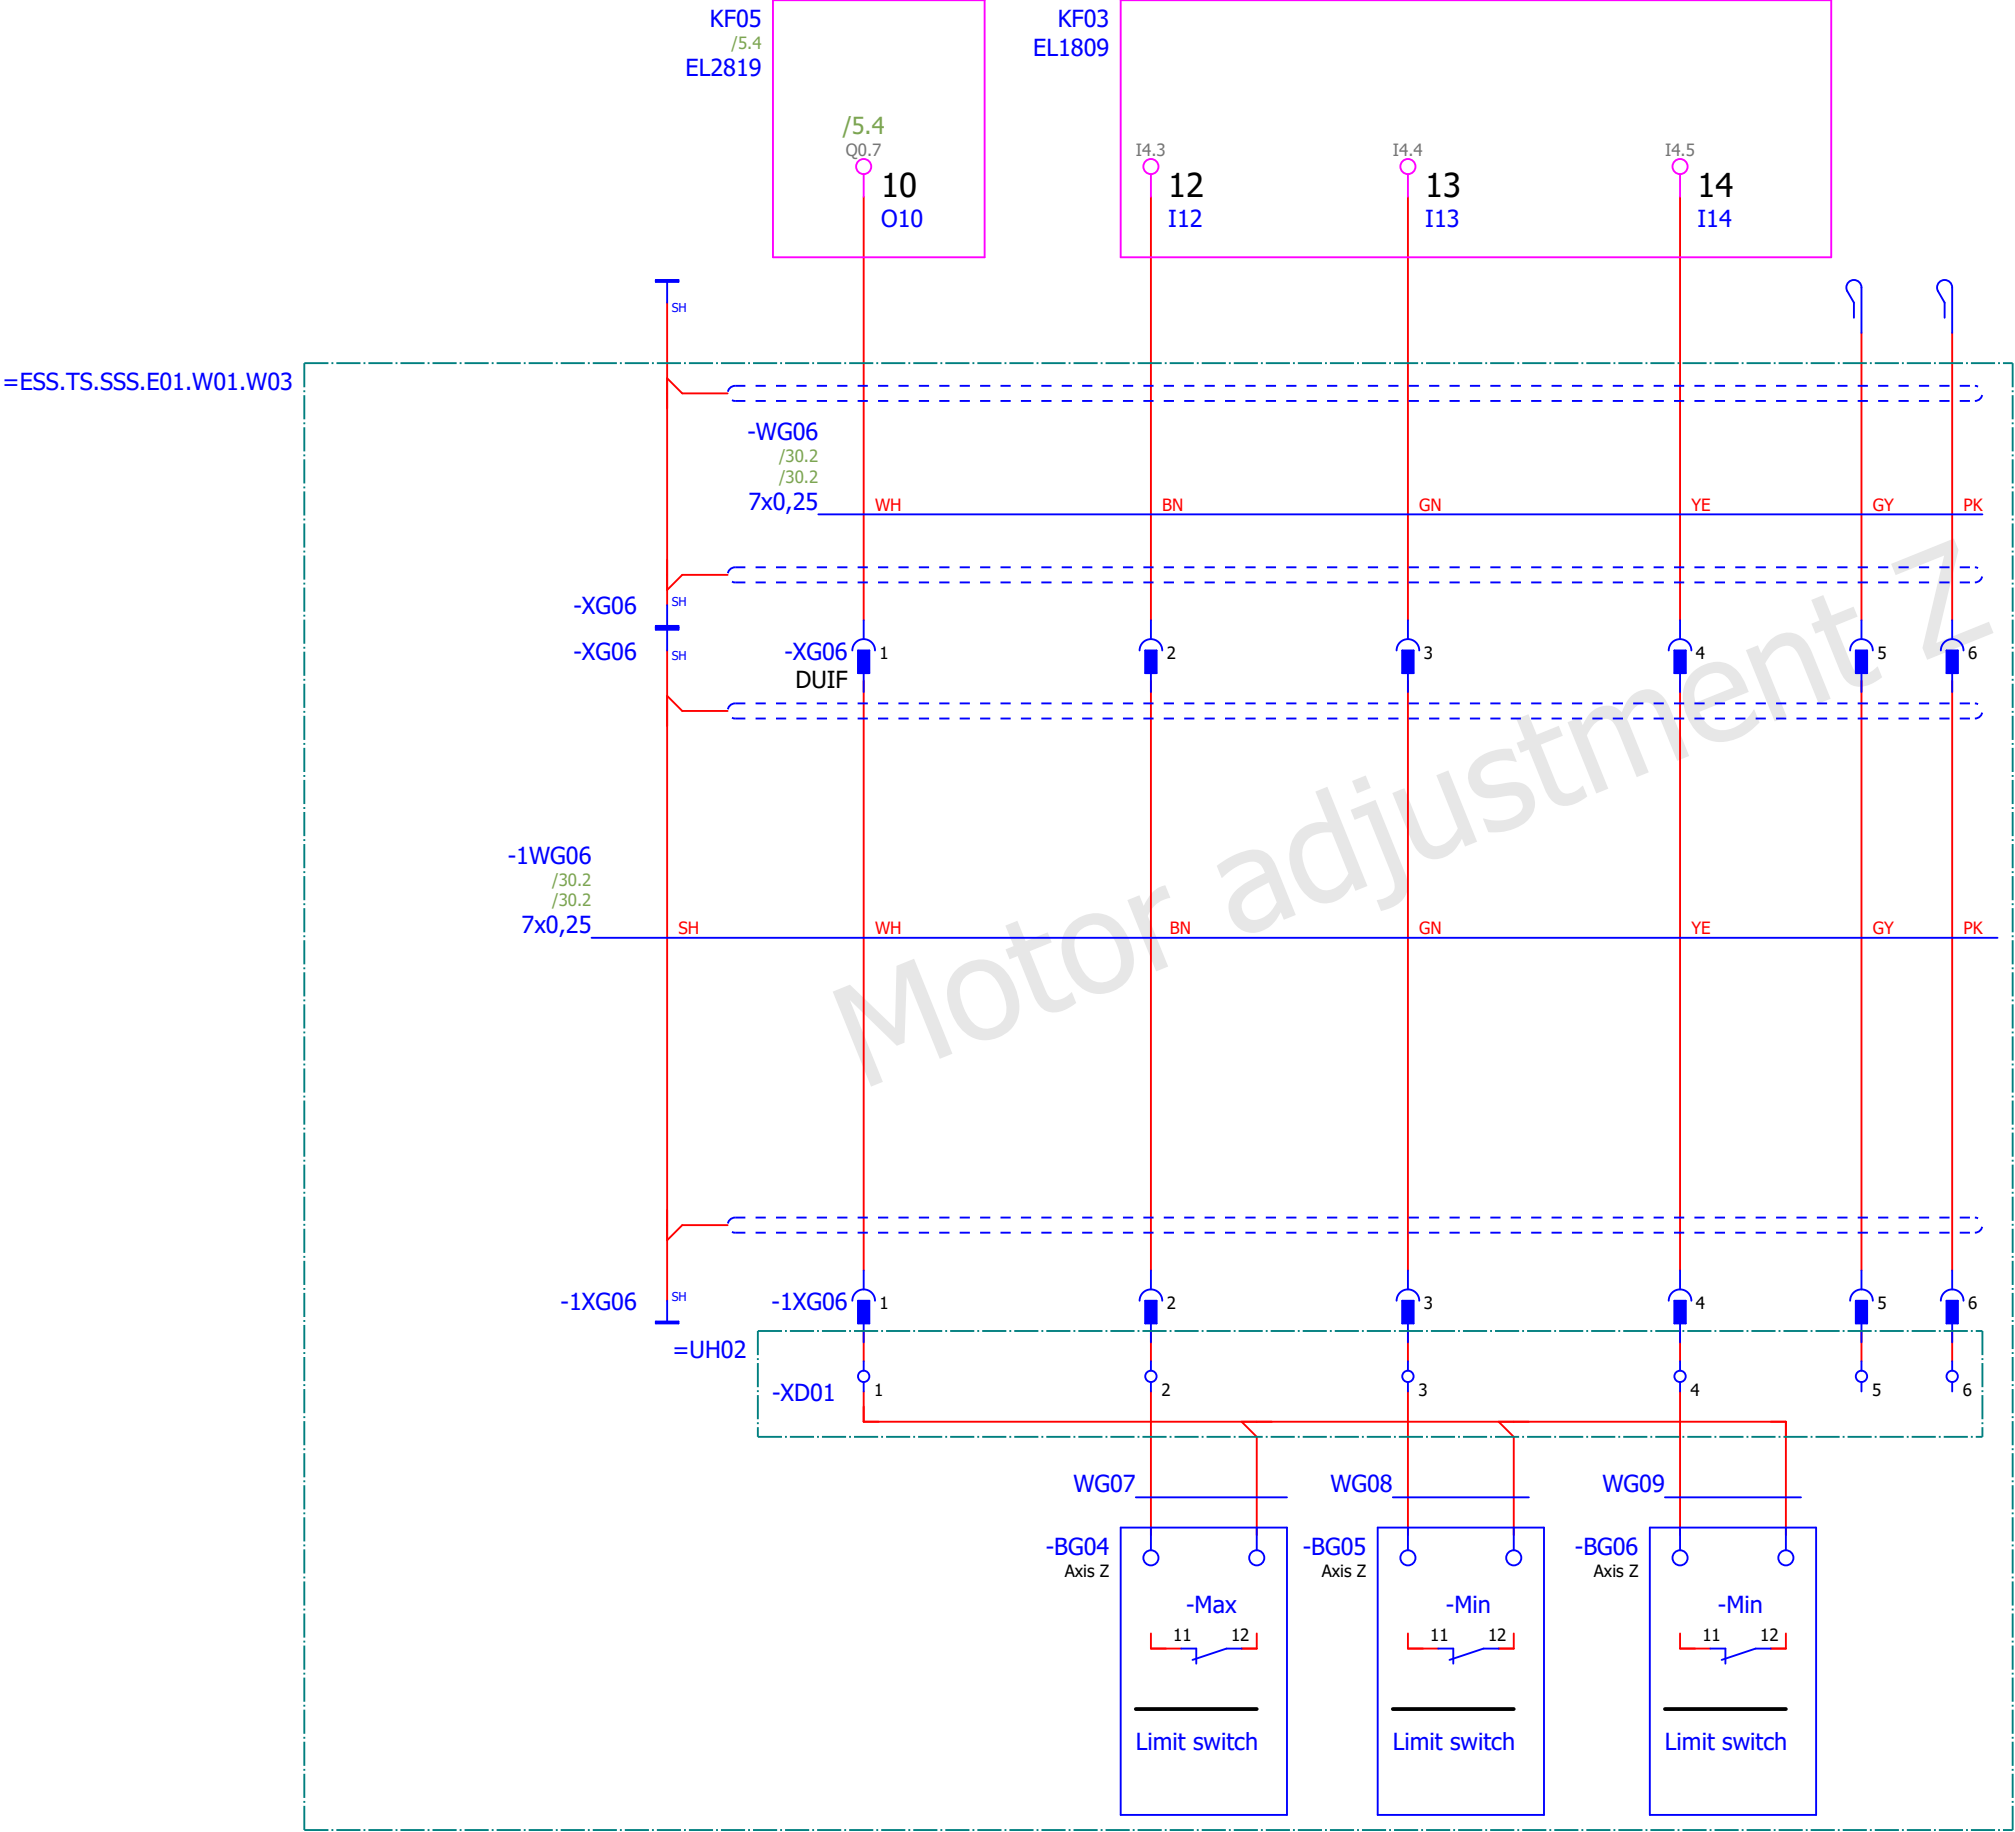 KF05
/5.4
EL2819
KF03
EL1809
/5.4
Q0.7
10
O10
I4.3
12
I12
I4.4
13
I13
I4.5
14
I14
SH
=ESS.TS.SSS.E01.W01.W03
-WG06
/30.2
/30.2
7x0,25
WH
BN
GN
YE
GY
PK
-XG06
SH
-XG06
SH
-XG06
DUIF
1
2
3
4
5
6
Motor adjustment Z
-1WG06
/30.2
/30.2
7x0,25
SH
WH
BN
GN
YE
GY
PK
-1XG06
SH
-1XG06
1
2
3
4
5
6
=UH02
-XD01
1
2
3
4
5
6
WG07
WG08
WG09
-BG04
Axis Z
-BG05
Axis Z
-BG06
Axis Z
-Max
-Min
-Min
11 12
11 12
11 12
Limit switch
Limit switch
Limit switch